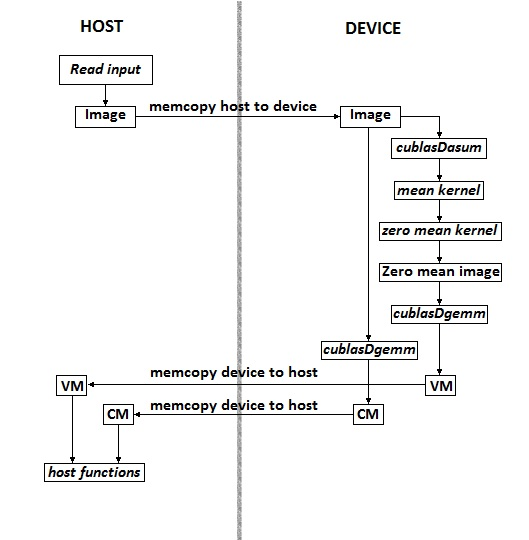 HOST
DEVICE
Read input
Image
memcopy host to device
Image
cublasDasum
mean kernel
zero mean kernel
Zero mean image
cublasDgemm
cublasDgemm
VM
memcopy device to host
VM
CM
memcopy device to host
CM
host functions